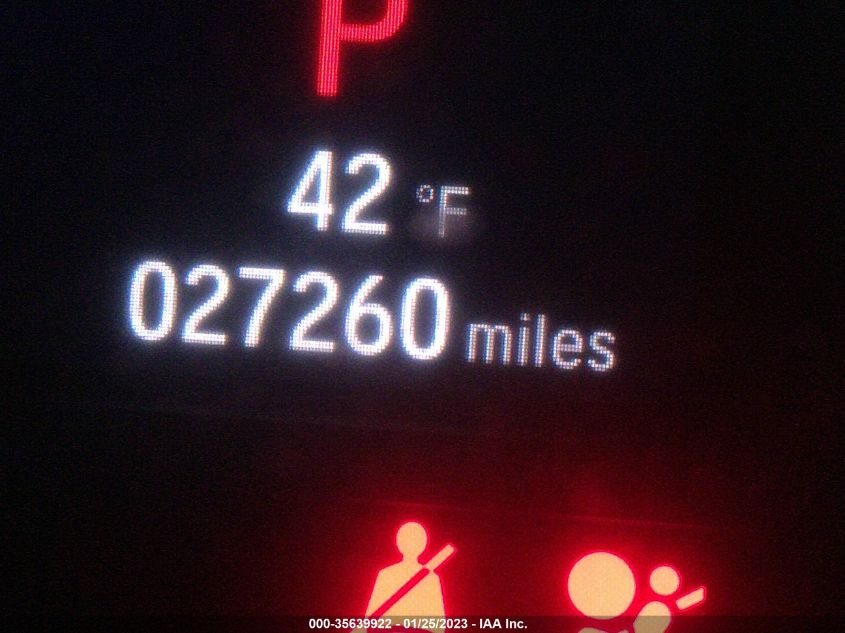 P
42 °F
027260 miles
000-35639922 - 01/25/2023 - IAA Inc.